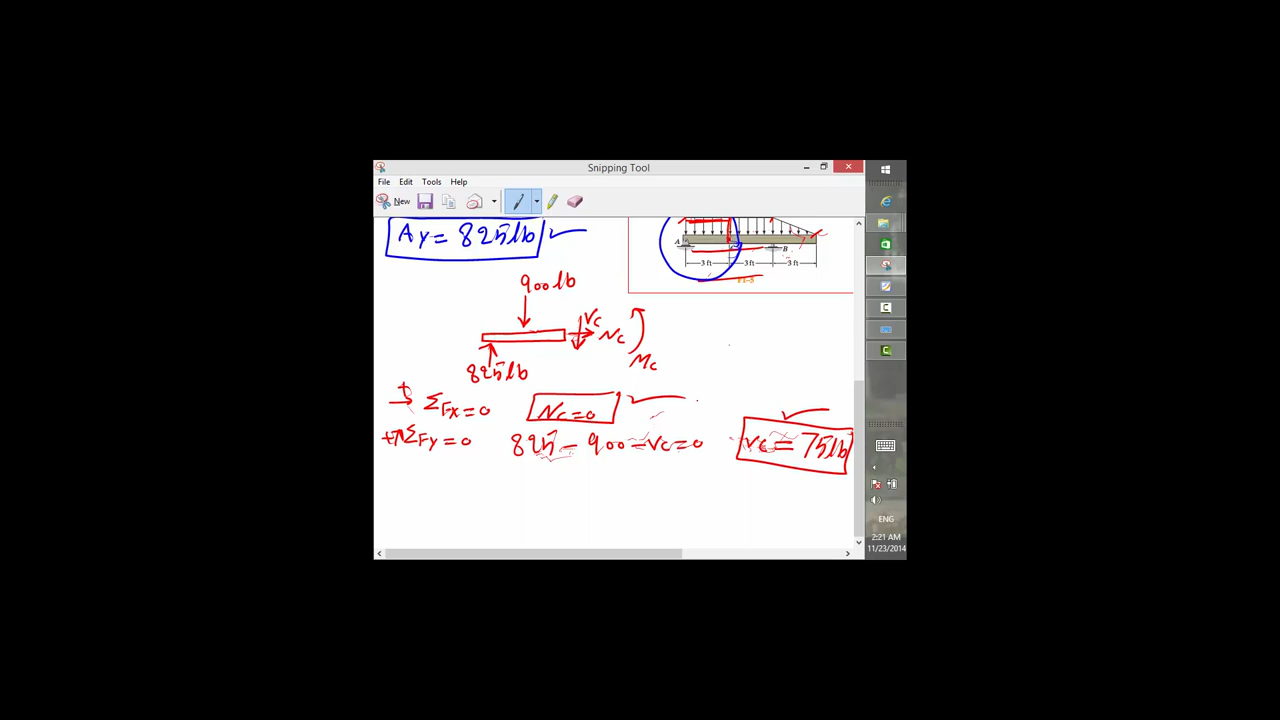 Snipping Tool
File Edit Tools Help
New
Ay = 825 lb
A B
3 ft 3 ft 3 ft
900 lb
Vc
Nc
Mc
825 lb
+ ΣFx = 0 Nc = 0
+↑ΣFy = 0 825 - 900 - Vc = 0 Vc = 75 lb
ENG
2:21 AM
11/23/2014